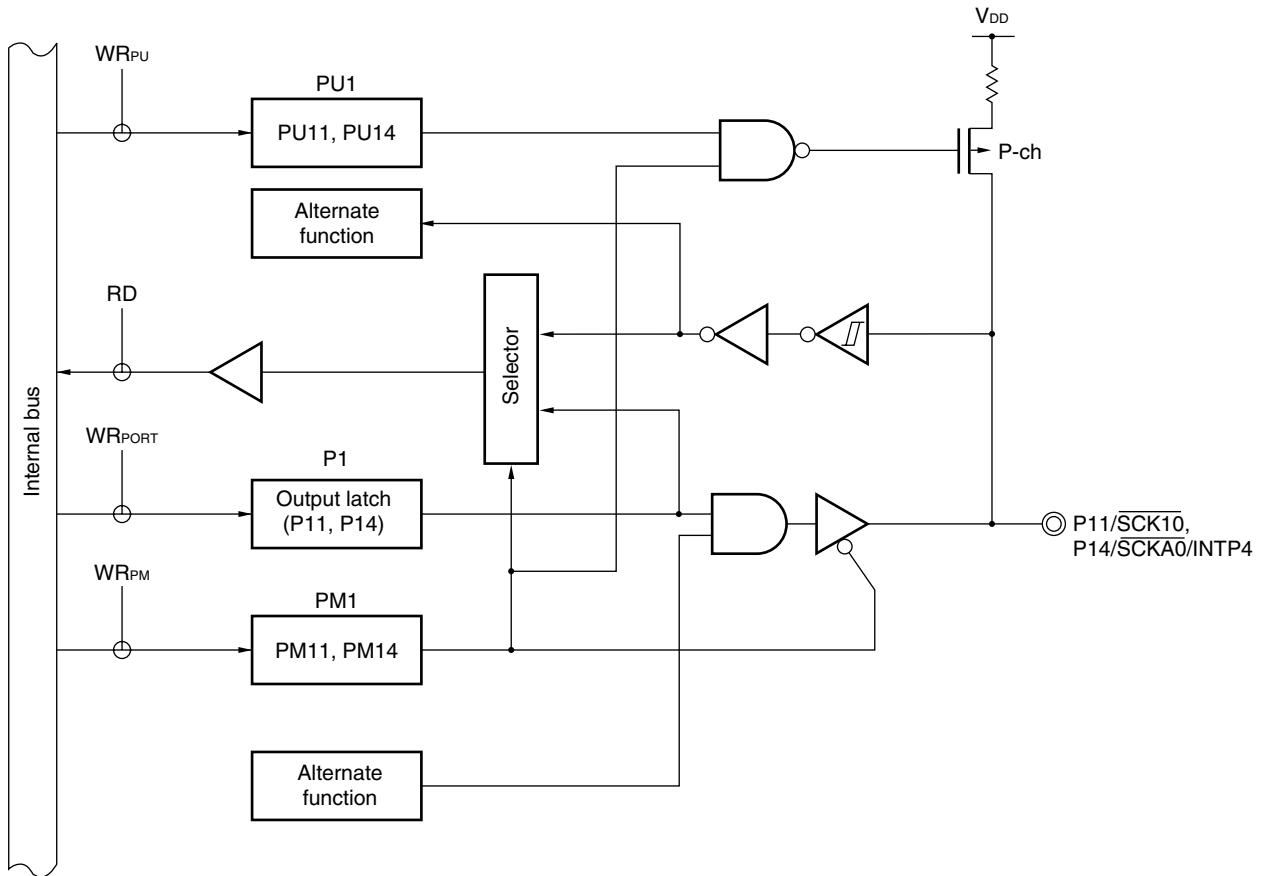 VDD
WRPU
PU1
PU11, PU14
P-ch
Alternate
function
RD
Selector
Internal bus
WRPORT
P1
Output latch
(P11, P14)
P11/SCK10,
P14/SCKA0/INTP4
WRPM
PM1
PM11, PM14
Alternate
function